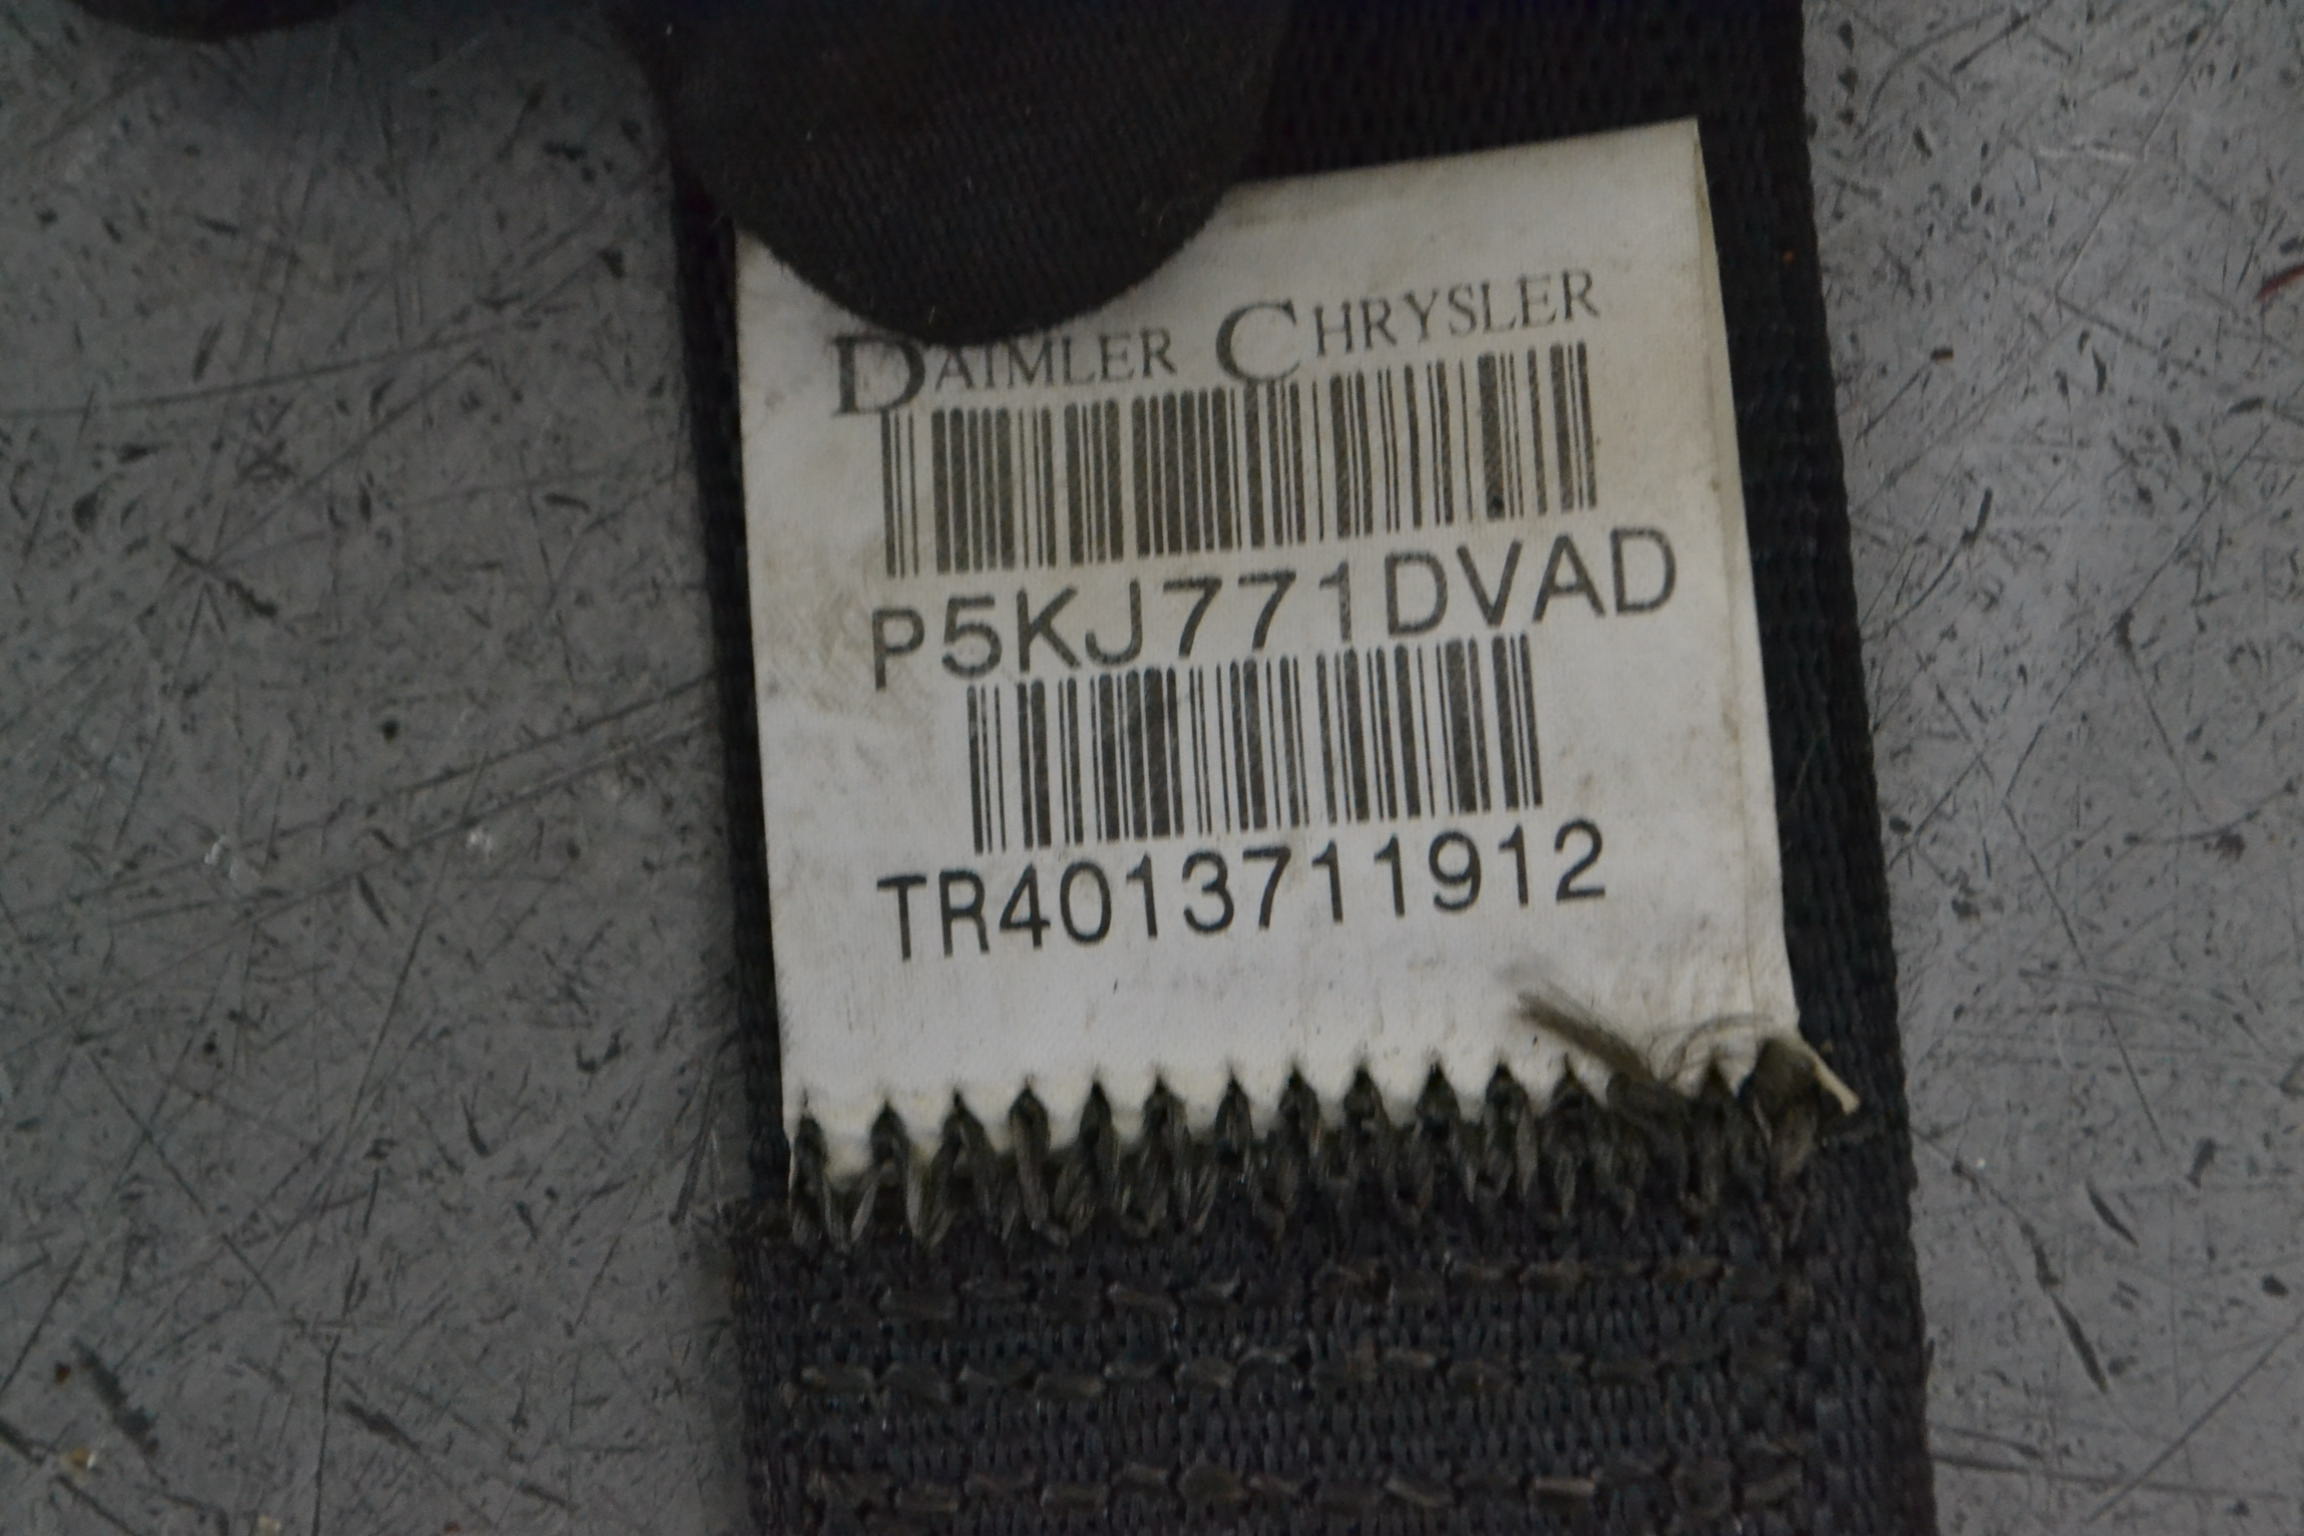 DAIMLER CHRYSLER
P5KJ771DVAD
TR4013711912